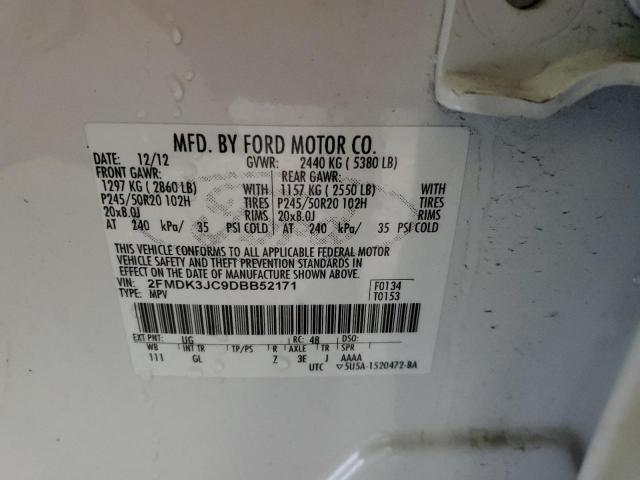 MFD. BY FORD MOTOR CO.
DATE: 12/12 GVWR: 2440 KG ( 5380 LB)
FRONT GAWR: REAR GAWR:
1297 KG ( 2860 LB) WITH 1157 KG ( 2550 LB) WITH
P245/50R20 102H TIRES P245/50R20 102H TIRES
20x8.0J RIMS 20x8.0J RIMS
AT 240 kPa/ 35 PSI COLD AT 240 kPa/ 35 PSI COLD
THIS VEHICLE CONFORMS TO ALL APPLICABLE FEDERAL MOTOR
VEHICLE SAFETY AND THEFT PREVENTION STANDARDS IN
EFFECT ON THE DATE OF MANUFACTURE SHOWN ABOVE.
VIN: 2FMDK3JC9DBB52171 F0134
TYPE: MPV T0153
EXT PNT: UG RC: 48 DSO:
WB INT TR TP/PS R AXLE TR SPR
111 GL Z 3E J AAAA
UTC ▽5U5A-1520472-BA